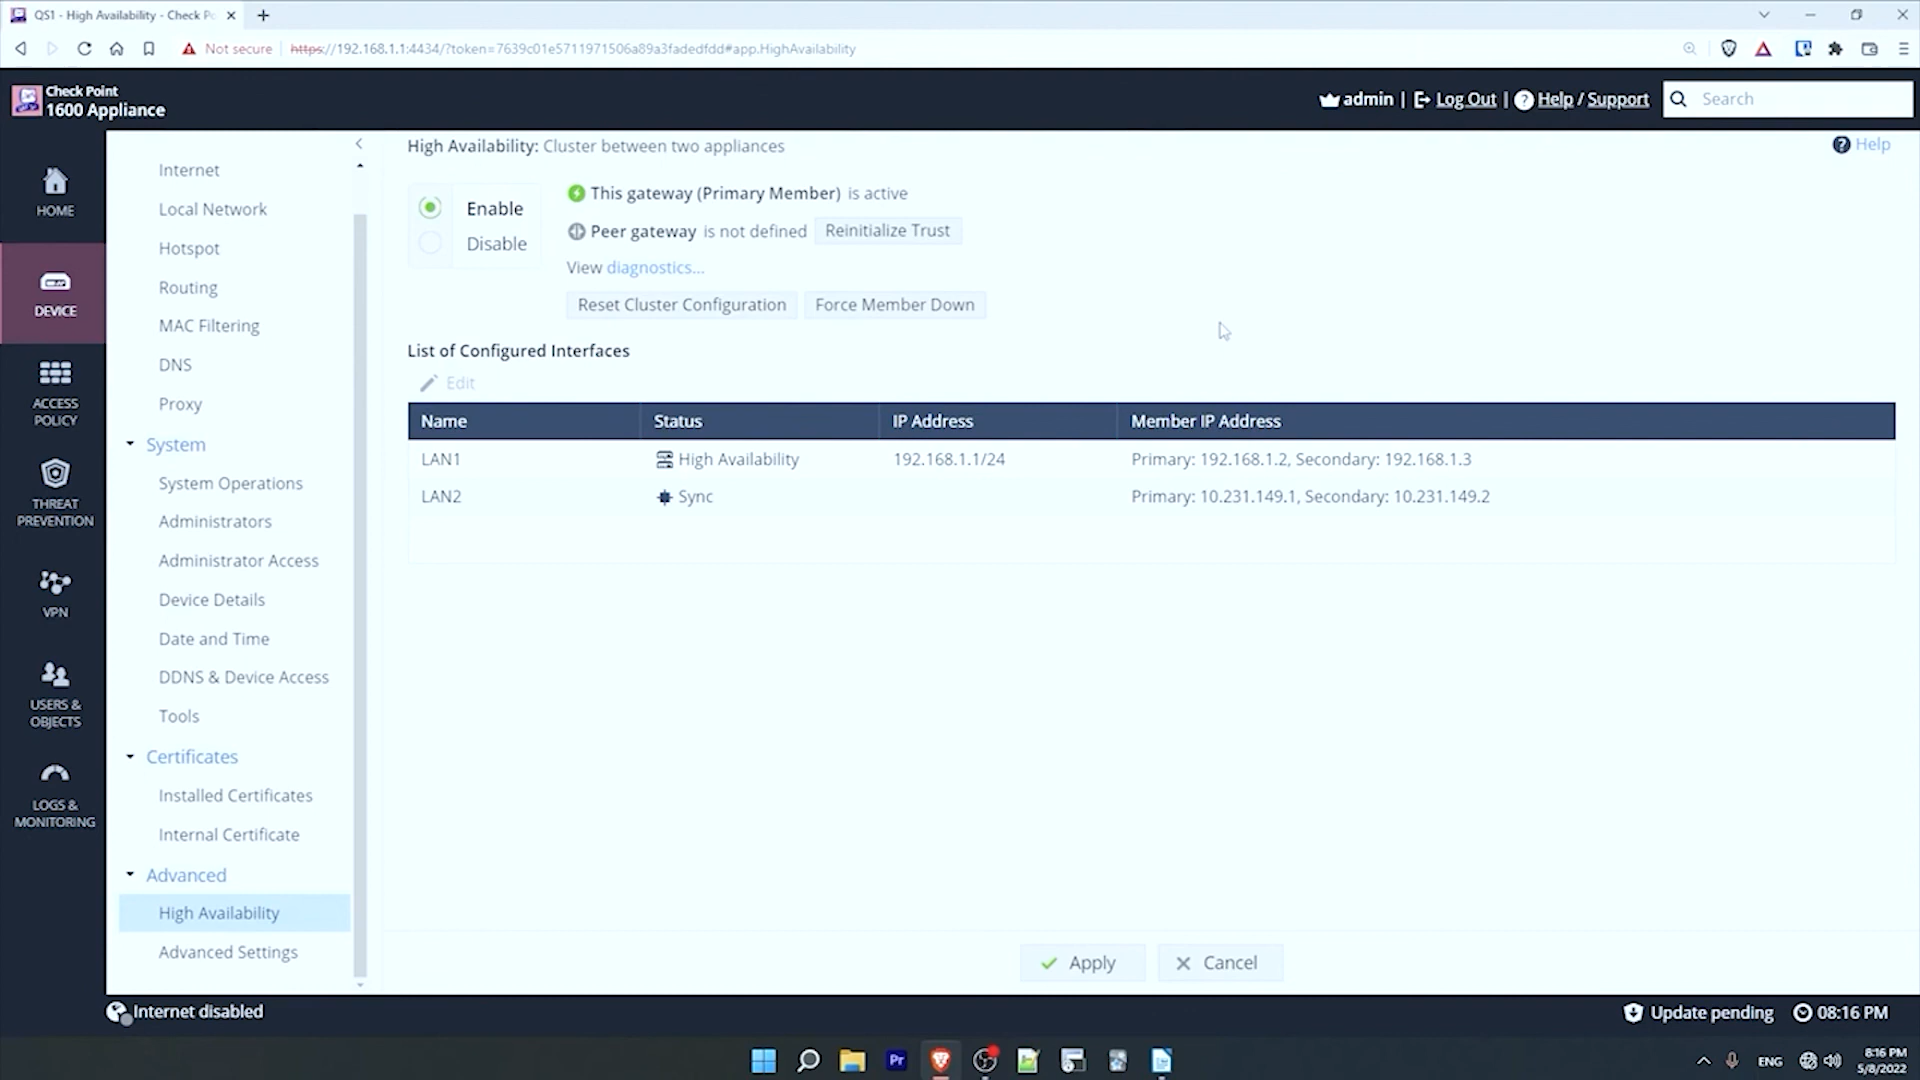 QS1 - High Availability - Check Po
Not secure https://192.168.1.1:4434/?token=7639c01e5711971506a89a3fadedfdd#app.HighAvailability
Check Point
1600 Appliance
admin | Log Out | Help / Support
Search
HOME
DEVICE
ACCESS
POLICY
THREAT
PREVENTION
VPN
USERS &
OBJECTS
LOGS &
MONITORING
Internet
Local Network
Hotspot
Routing
MAC Filtering
DNS
Proxy
System
System Operations
Administrators
Administrator Access
Device Details
Date and Time
DDNS & Device Access
Tools
Certificates
Installed Certificates
Internal Certificate
Advanced
High Availability
Advanced Settings
High Availability: Cluster between two appliances
Help
Enable
Disable
This gateway (Primary Member) is active
Peer gateway is not defined Reinitialize Trust
View diagnostics...
Reset Cluster Configuration Force Member Down
List of Configured Interfaces
Edit
Name Status IP Address Member IP Address
LAN1 High Availability 192.168.1.1/24 Primary: 192.168.1.2, Secondary: 192.168.1.3
LAN2 Sync Primary: 10.231.149.1, Secondary: 10.231.149.2
Apply Cancel
Internet disabled
Update pending 08:16 PM
Pr
ENG
8:16 PM
5/8/2022